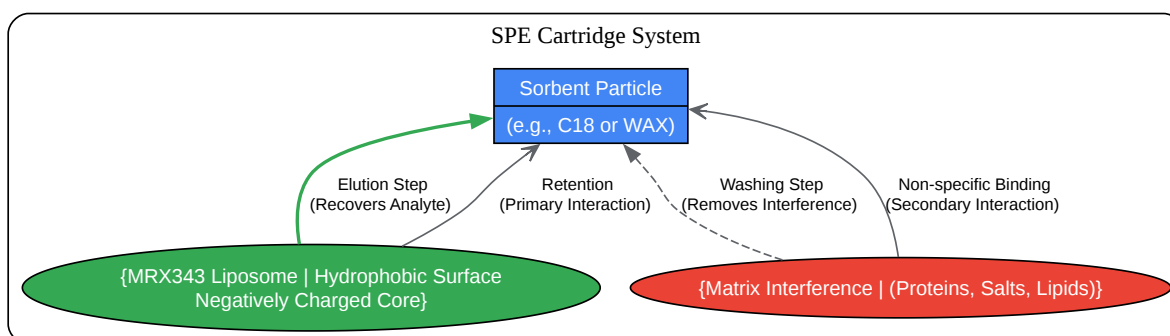 SPE Cartridge System
Sorbent Particle
(e.g., C18 or WAX)
Elution Step
(Recovers Analyte)
Retention
(Primary Interaction)
Washing Step
(Removes Interference)
Non-specific Binding
(Secondary Interaction)
{MRX343 Liposome | Hydrophobic Surface
Negatively Charged Core}
{Matrix Interference | (Proteins, Salts, Lipids)}